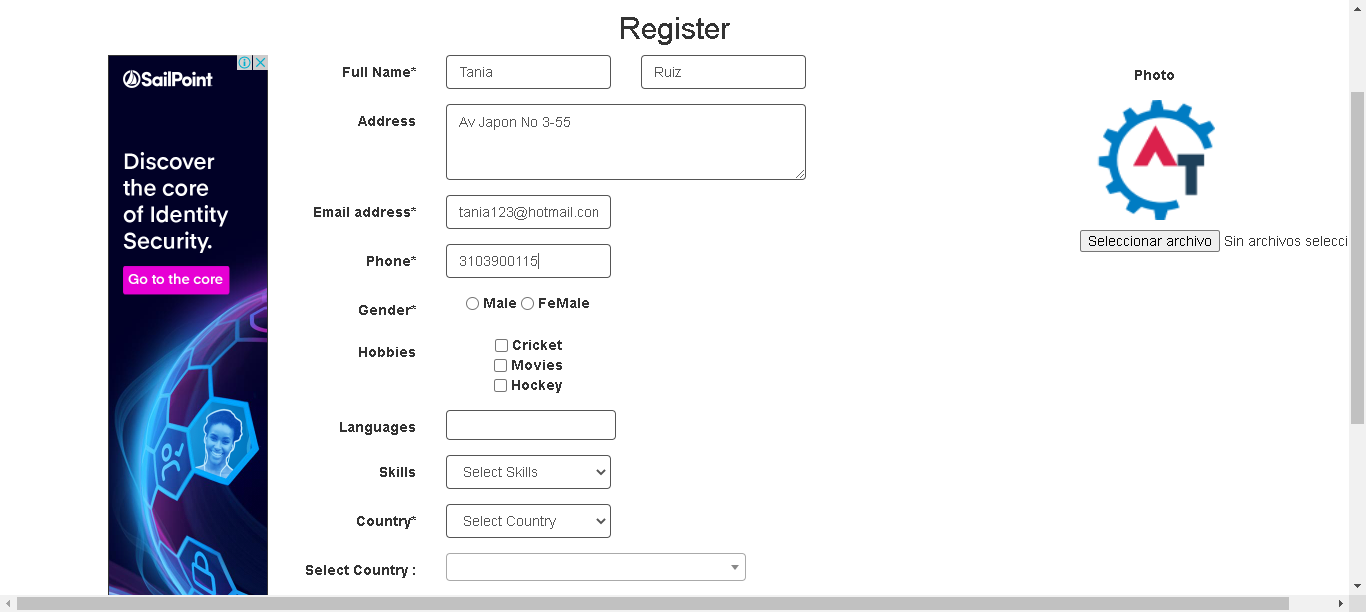 Register
SailPoint
Discover
the core
of Identity
Security.
Go to the core
Full Name* Tania Ruiz
Address Av Japon No 3-55
Email address* tania123@hotmail.con
Phone* 3103900115
Gender* Male FeMale
Hobbies Cricket
Movies
Hockey
Languages
Skills Select Skills
Country* Select Country
Select Country :
Photo
AT
Seleccionar archivo Sin archivos selecci